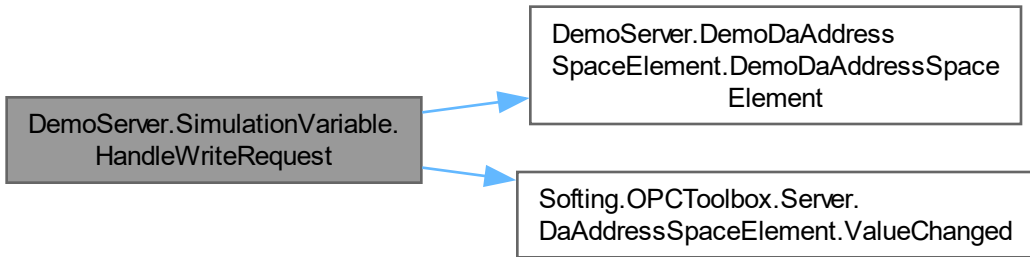 DemoServer.SimulationVariable.
HandleWriteRequest
DemoServer.DemoDaAddress
SpaceElement.DemoDaAddressSpace
Element
Softing.OPCToolbox.Server.
DaAddressSpaceElement.ValueChanged